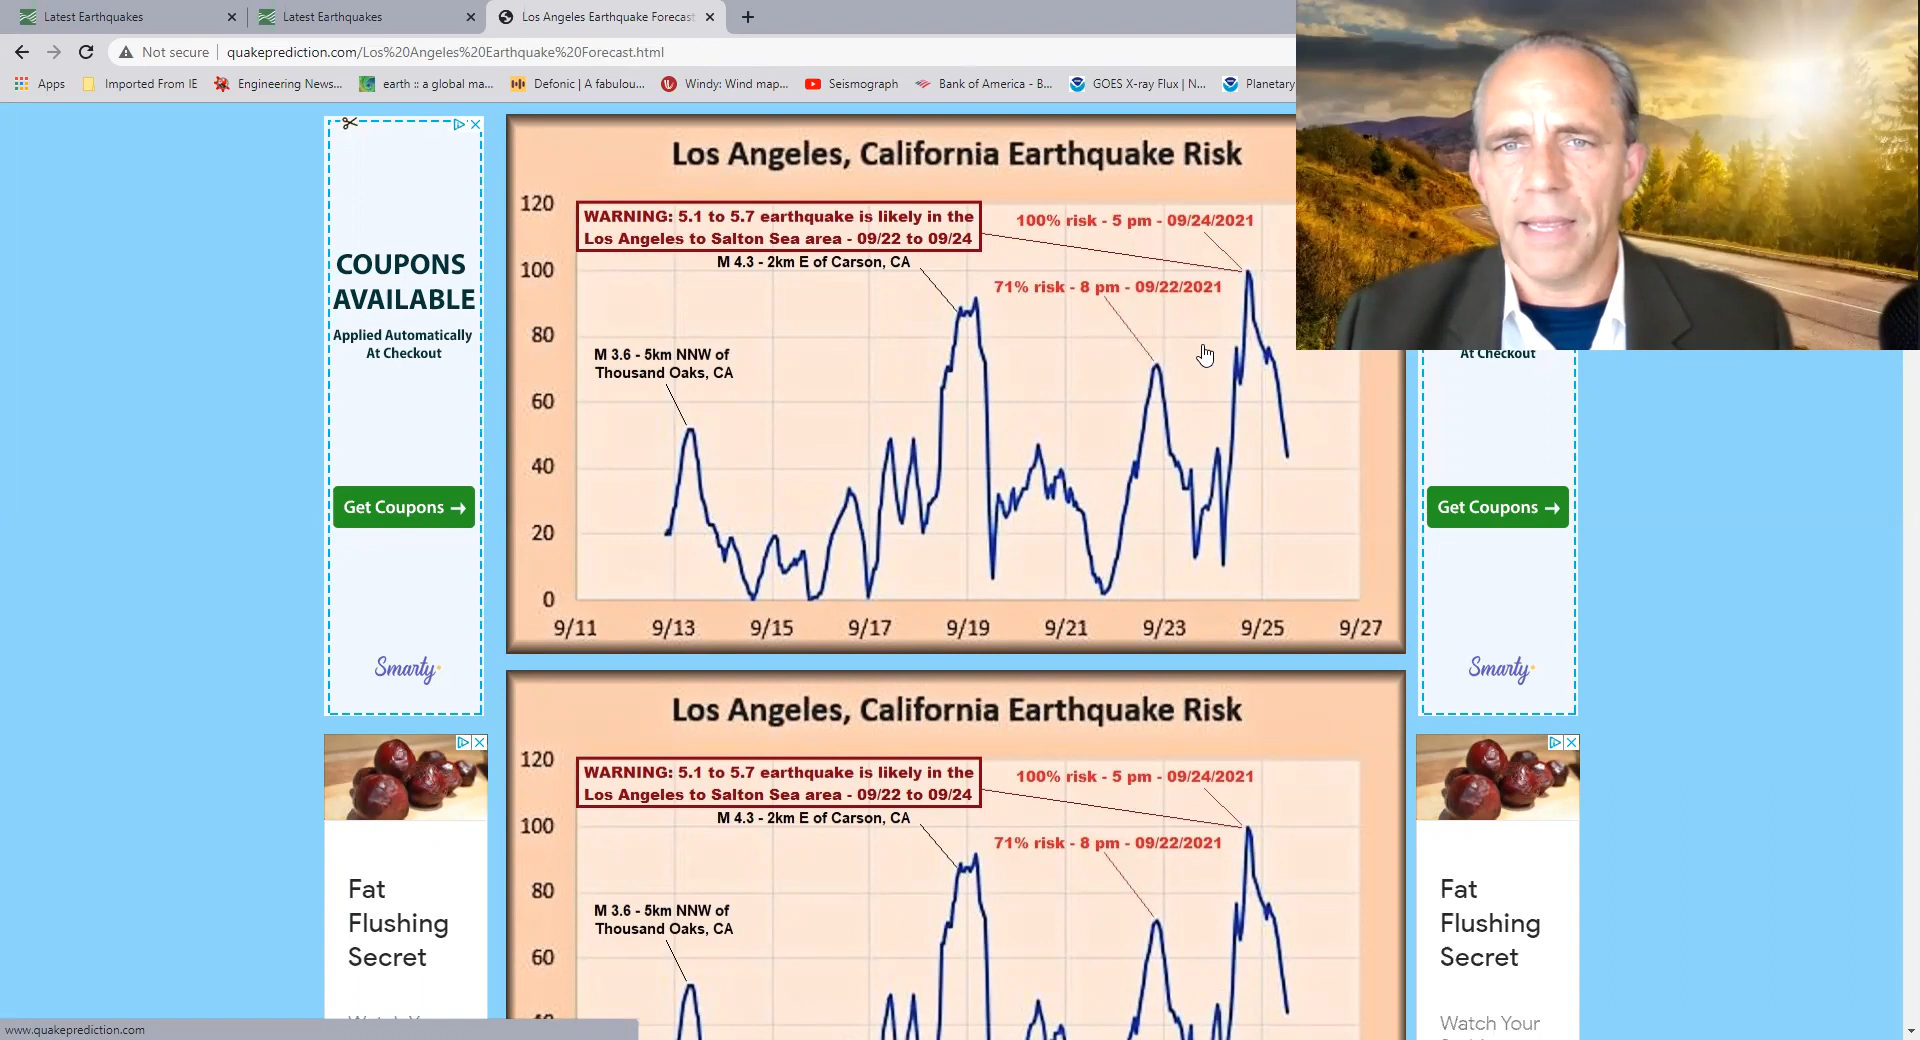 Latest Earthquakes
Latest Earthquakes
Los Angeles Earthquake Forecast
Not secure
quakeprediction.com/Los%20Angeles%20Earthquake%20Forecast.html
Apps
Imported From IE
Engineering News...
earth :: a global ma...
Defonic | A fabulou...
Windy: Wind map...
Seismograph
Bank of America - B...
GOES X-ray Flux | N...
Planetary
COUPONS
AVAILABLE
Applied Automatically
At Checkout
Get Coupons →
Smarty
Los Angeles, California Earthquake Risk
120
100
80
60
40
20
0
WARNING: 5.1 to 5.7 earthquake is likely in the
Los Angeles to Salton Sea area - 09/22 to 09/24
100% risk - 5 pm - 09/24/2021
M 4.3 - 2km E of Carson, CA
71% risk - 8 pm - 09/22/2021
M 3.6 - 5km NNW of
Thousand Oaks, CA
9/11 9/13 9/15 9/17 9/19 9/21 9/23 9/25 9/27
At Checkout
Get Coupons →
Smarty
Fat
Flushing
Secret
Los Angeles, California Earthquake Risk
120
100
80
60
WARNING: 5.1 to 5.7 earthquake is likely in the
Los Angeles to Salton Sea area - 09/22 to 09/24
100% risk - 5 pm - 09/24/2021
M 4.3 - 2km E of Carson, CA
71% risk - 8 pm - 09/22/2021
M 3.6 - 5km NNW of
Thousand Oaks, CA
Fat
Flushing
Secret
Watch Your
www.quakeprediction.com